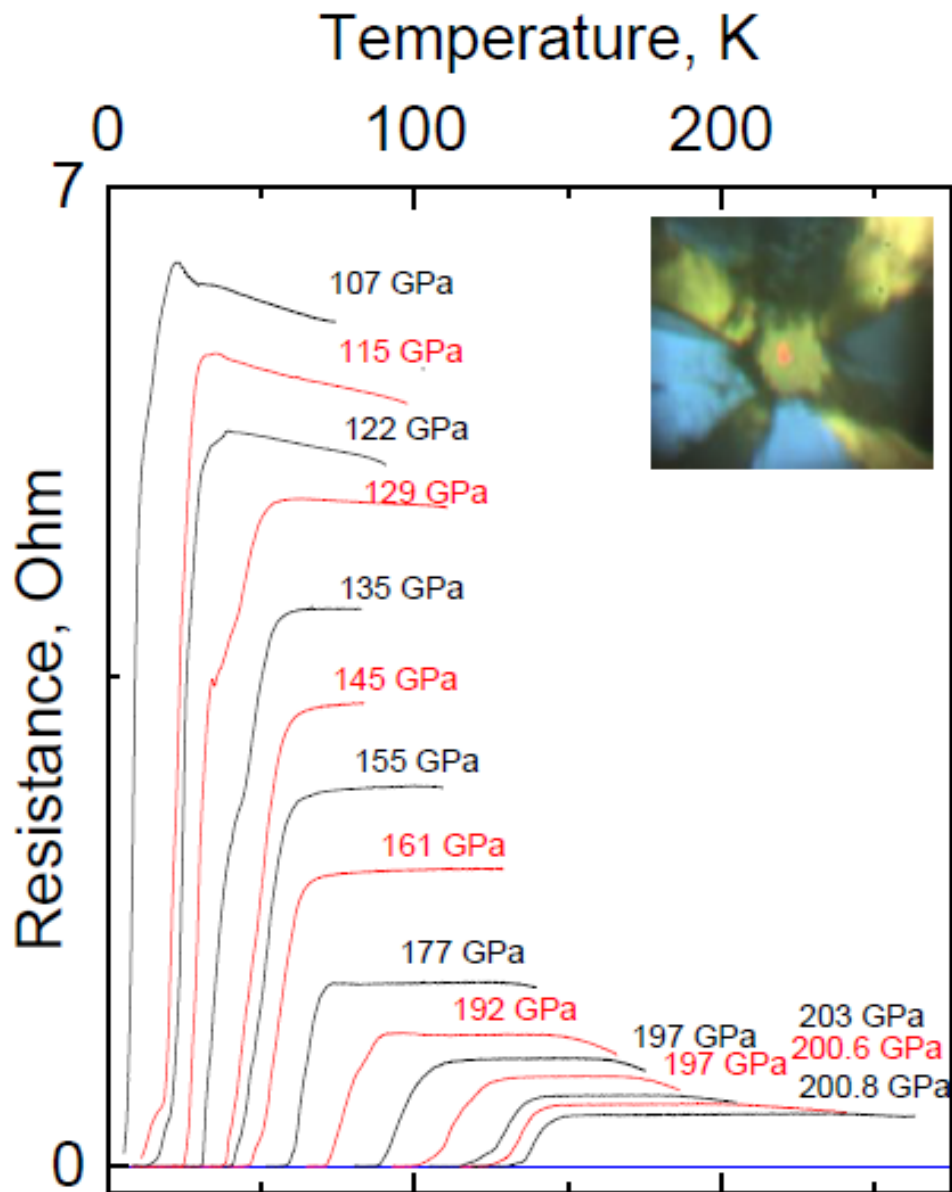 Temperature, K
0 100 200
7
107 GPa
115 GPa
122 GPa
129 GPa
135 GPa
145 GPa
155 GPa
161 GPa
177 GPa
192 GPa
203 GPa
197 GPa
200.6 GPa
197 GPa
200.8 GPa
0
Resistance, Ohm